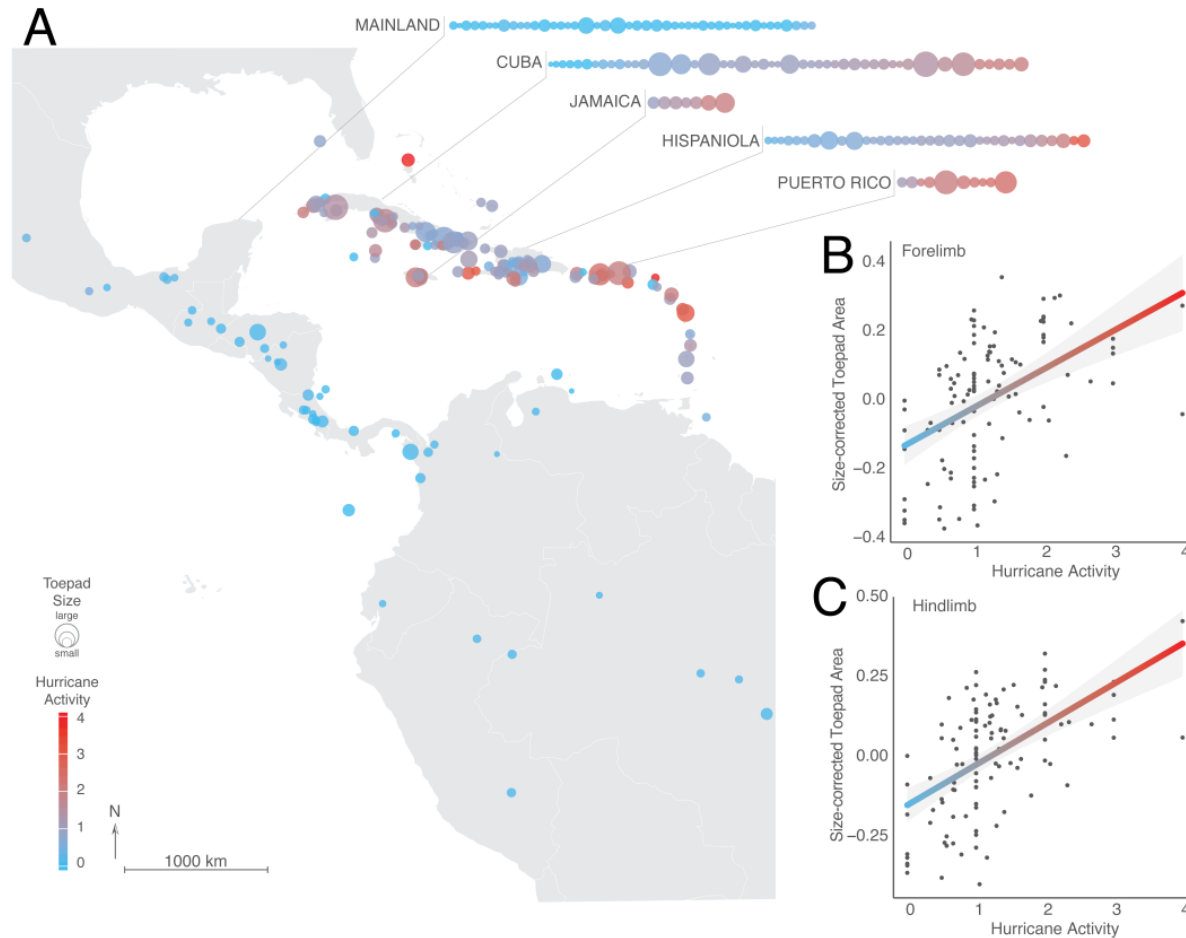 A
MAINLAND
CUBA
JAMAICA
HISPANIOLA
PUERTO RICO
Toepad
Size
large
small
Hurricane
Activity
4
3
2
1
0
N
1000 km
B
Forelimb
Size-corrected Toepad Area
0.4
0.2
0.0
−0.2
−0.4
0 1 2 3 4
Hurricane Activity
C
Hindlimb
Size-corrected Toepad Area
0.50
0.25
0.00
−0.25
0 1 2 3 4
Hurricane Activity